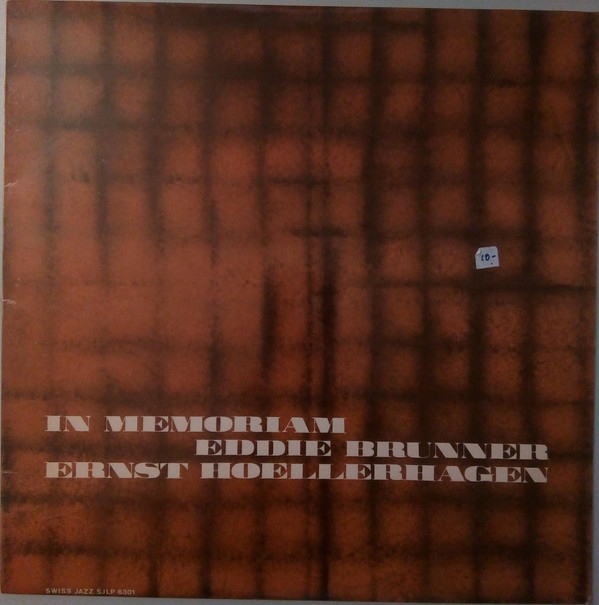 10.-
IN MEMORIAM
EDDIE BRUNNER
ERNST HOELLERHAGEN
SWISS JAZZ SJLP 6301